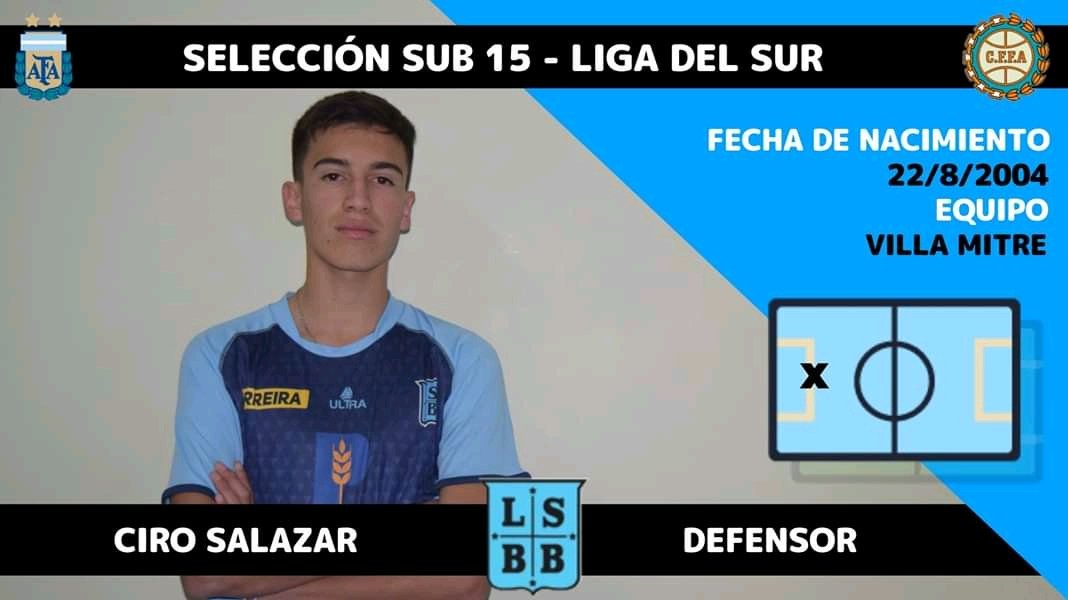 AFA
SELECCIÓN SUB 15 - LIGA DEL SUR
C.F.F.A
FECHA DE NACIMIENTO
22/8/2004
EQUIPO
VILLA MITRE
X
RREIRA
ULTRA
S
B
CIRO SALAZAR
L S
B B
DEFENSOR